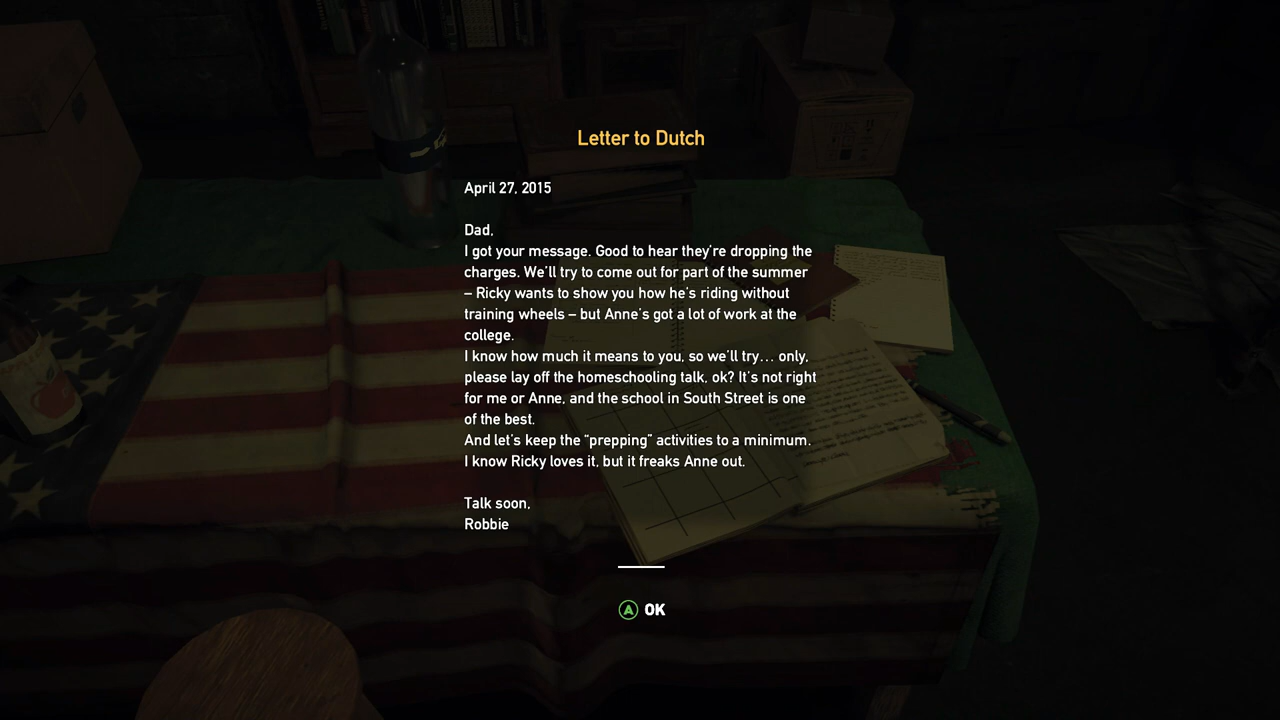 Letter to Dutch
April 27, 2015
Dad,
I got your message. Good to hear they're dropping the
charges. We'll try to come out for part of the summer
– Ricky wants to show you how he's riding without
training wheels – but Anne's got a lot of work at the
college.
I know how much it means to you, so we'll try... only,
please lay off the homeschooling talk, ok? It's not right
for me or Anne, and the school in South Street is one
of the best.
And let's keep the "prepping" activities to a minimum.
I know Ricky loves it, but it freaks Anne out.
Talk soon,
Robbie
A OK